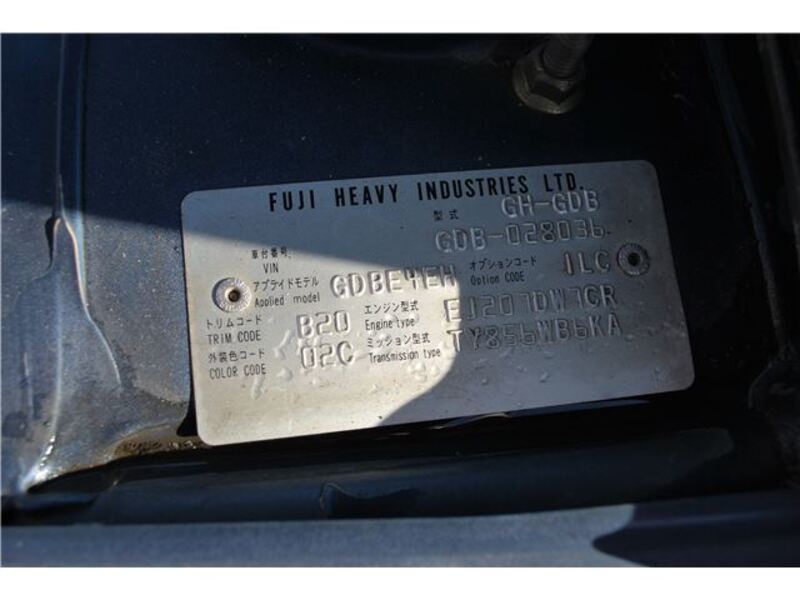 FUJI HEAVY INDUSTRIES LTD.
型式 GH-GDB
車台番号 VIN GDB-028036
アプライドモデル Applied model GDBE4EH オプションコード Option CODE 1LC
トリムコード TRIM CODE B20 エンジン型式 Engine type EJ207DW7CR
外装色コード COLOR CODE 02C ミッション型式 Transmission type TY856WB6KA